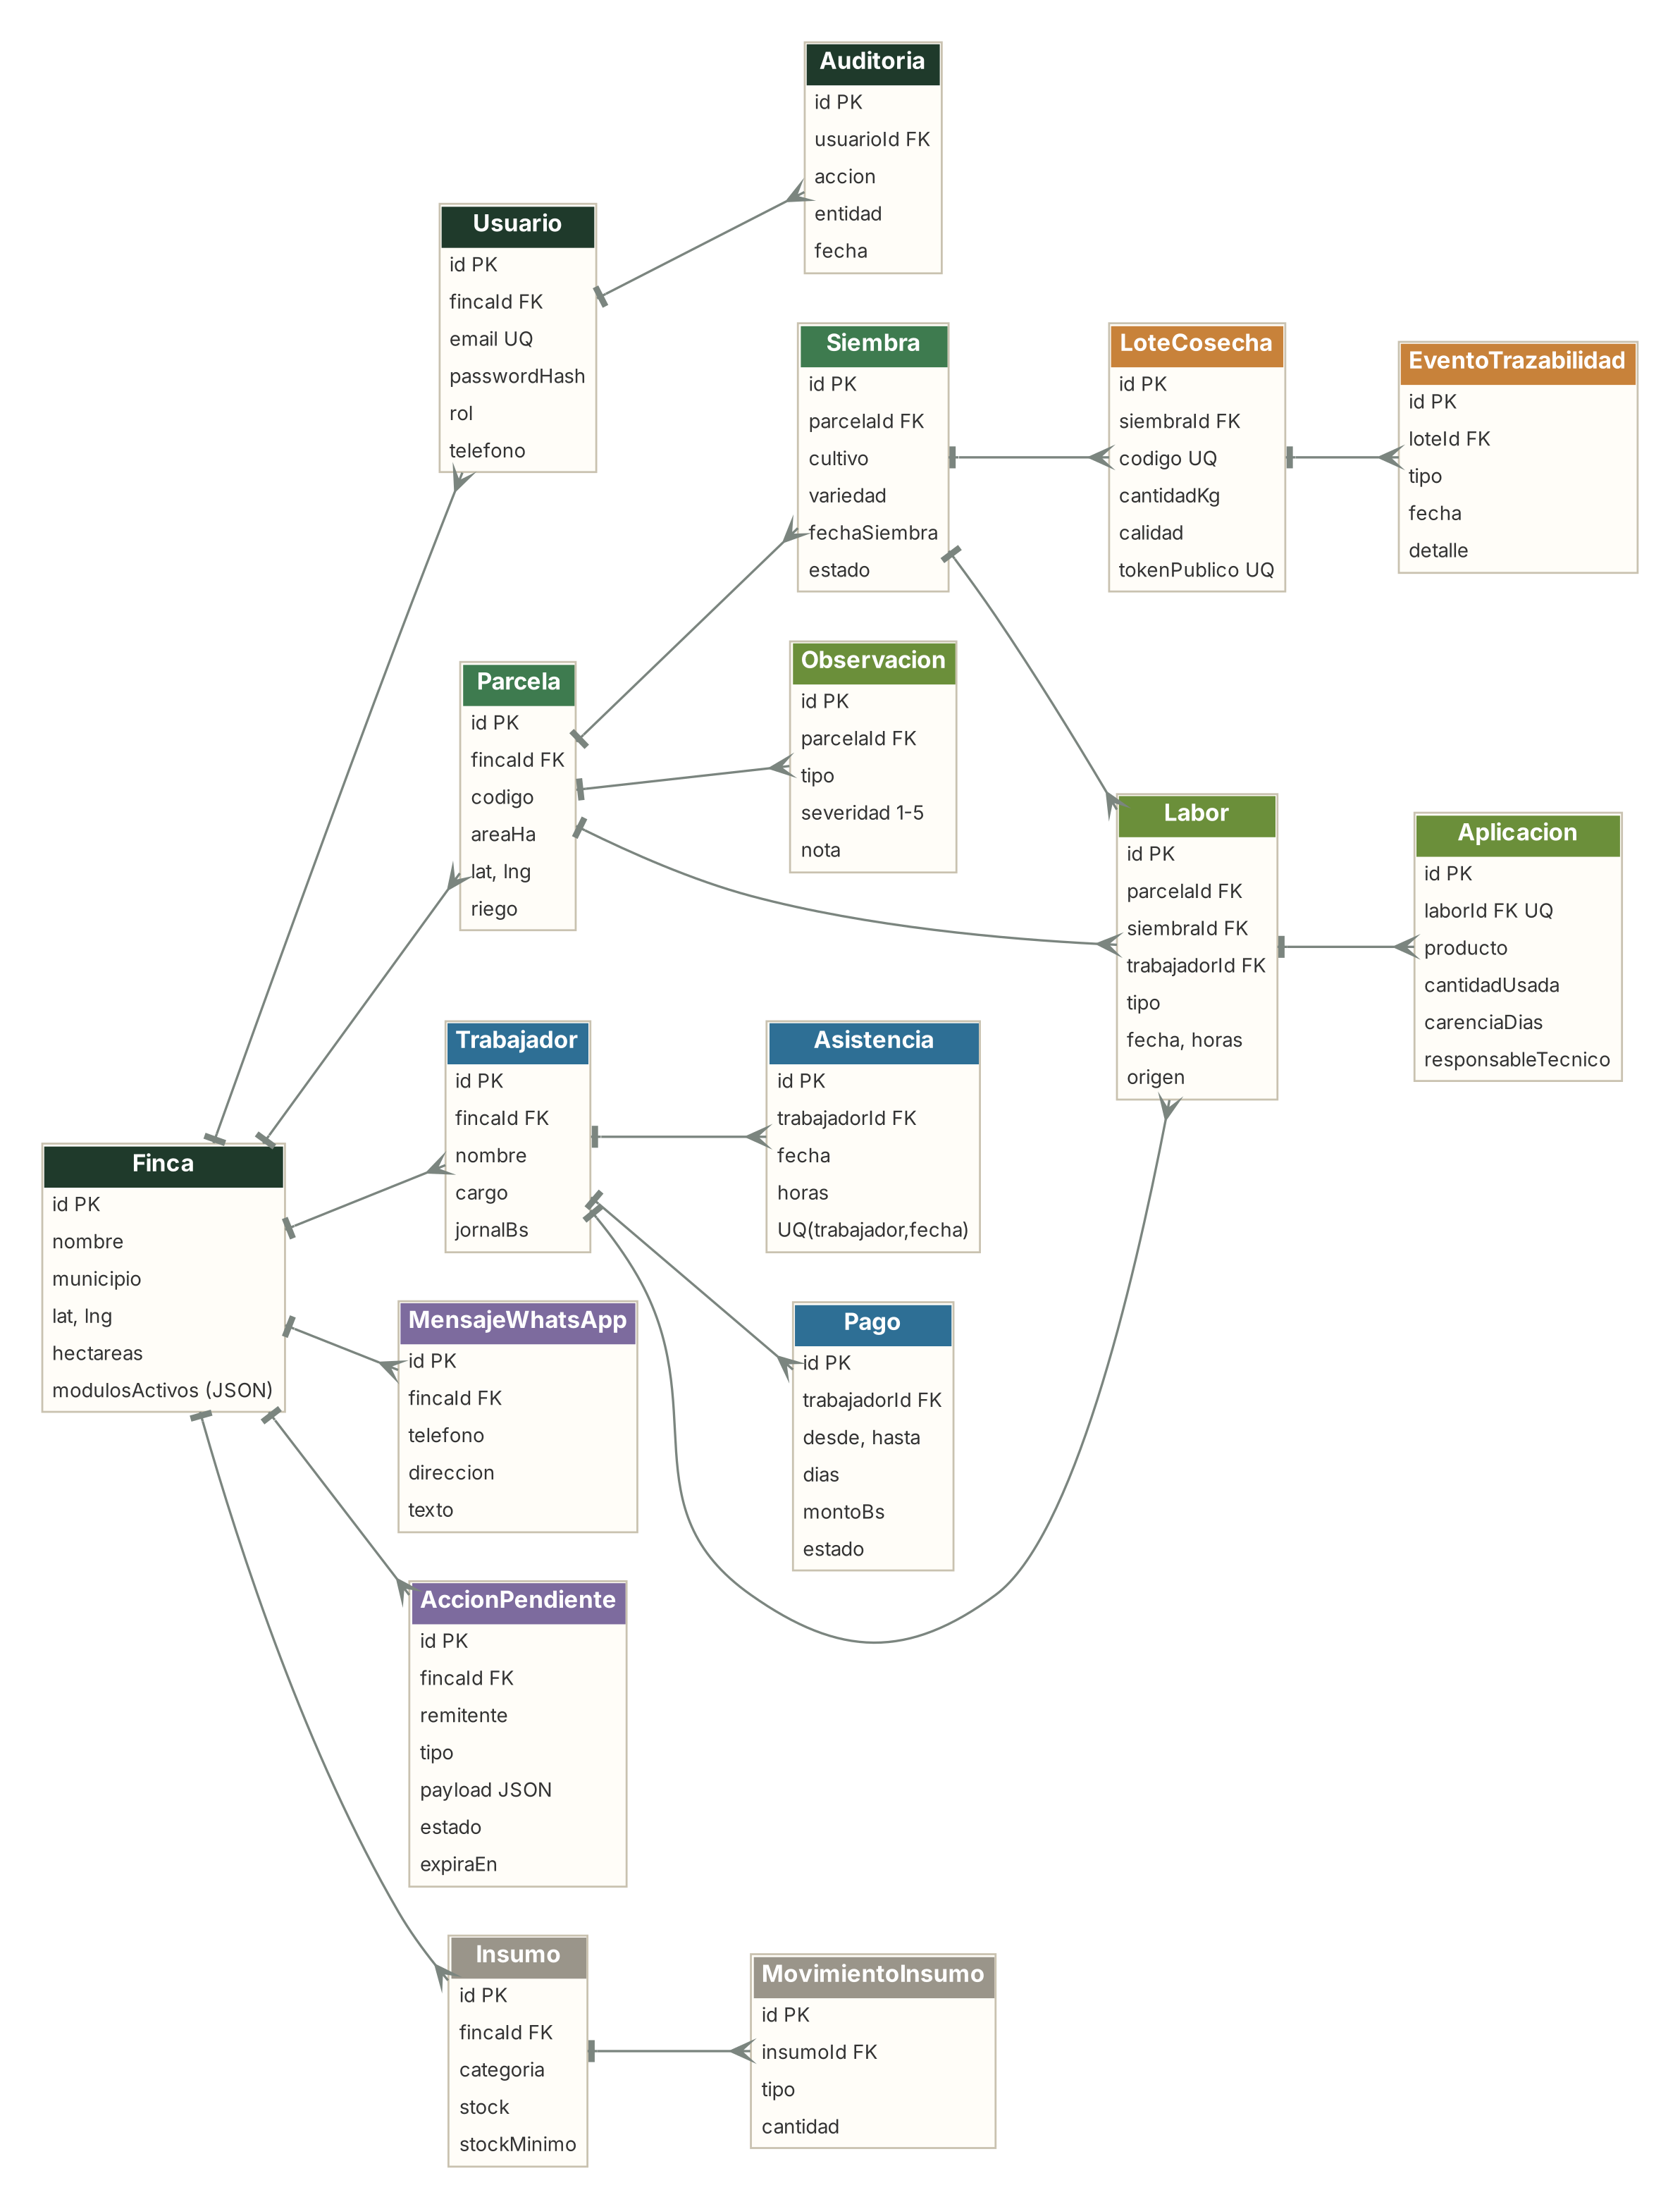 Auditoria
id PK
usuarioId FK
accion
entidad
fecha
Usuario
id PK
fincaId FK
email UQ
passwordHash
rol
telefono
Siembra
id PK
parcelaId FK
cultivo
variedad
fechaSiembra
estado
LoteCosecha
id PK
siembraId FK
codigo UQ
cantidadKg
calidad
tokenPublico UQ
EventoTrazabilidad
id PK
loteId FK
tipo
fecha
detalle
Parcela
id PK
fincaId FK
codigo
areaHa
lat, lng
riego
Observacion
id PK
parcelaId FK
tipo
severidad 1-5
nota
Labor
id PK
parcelaId FK
siembraId FK
trabajadorId FK
tipo
fecha, horas
origen
Aplicacion
id PK
laborId FK UQ
producto
cantidadUsada
carenciaDias
responsableTecnico
Trabajador
id PK
fincaId FK
nombre
cargo
jornalBs
Asistencia
id PK
trabajadorId FK
fecha
horas
UQ(trabajador,fecha)
Finca
id PK
nombre
municipio
lat, lng
hectareas
modulosActivos (JSON)
MensajeWhatsApp
id PK
fincaId FK
telefono
direccion
texto
Pago
id PK
trabajadorId FK
desde, hasta
dias
montoBs
estado
AccionPendiente
id PK
fincaId FK
remitente
tipo
payload JSON
estado
expiraEn
Insumo
id PK
fincaId FK
categoria
stock
stockMinimo
MovimientoInsumo
id PK
insumoId FK
tipo
cantidad